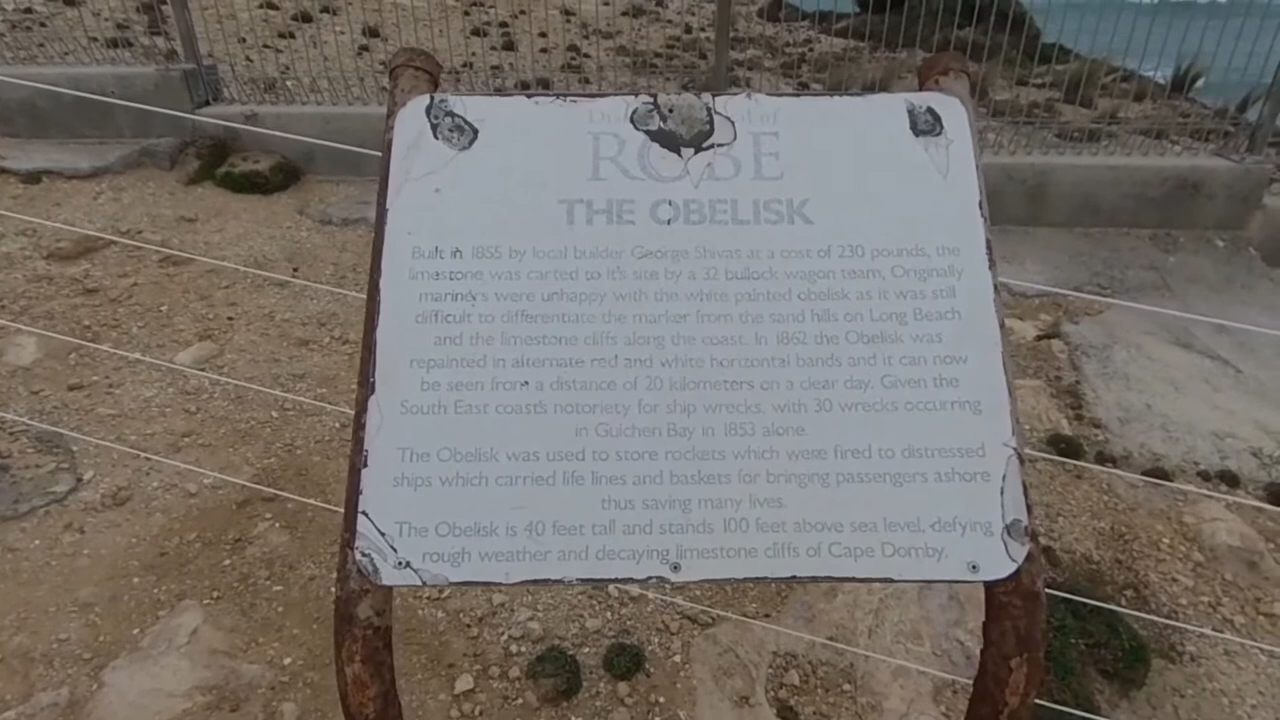 of
ROBE
THE OBELISK
Built in 1855 by local builder George Shivas at a cost of 230 pounds, the
limestone was carted to it's site by a 32 bullock wagon team, Originally
mariners were unhappy with the white painted obelisk as it was still
difficult to differentiate the marker from the sand hills on Long Beach
and the limestone cliffs along the coast. In 1862 the Obelisk was
repainted in alternate red and white horizontal bands and it can now
be seen from a distance of 20 kilometers on a clear day. Given the
South East coast's notoriety for ship wrecks, with 30 wrecks occurring
in Guichen Bay in 1853 alone.
The Obelisk was used to store rockets which were fired to distressed
ships which carried life lines and baskets for bringing passengers ashore
thus saving many lives.
The Obelisk is 40 feet tall and stands 100 feet above sea level, defying
rough weather and decaying limestone cliffs of Cape Domby.